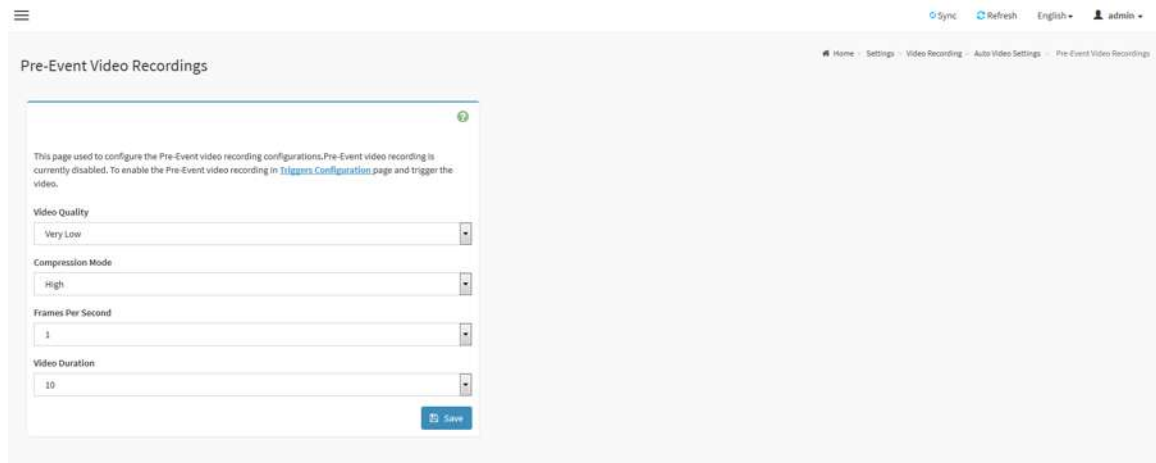 Sync Refresh English admin
Pre-Event Video Recordings
Home - Settings - Video Recording - Auto Video Settings - Pre-Event Video Recordings
This page used to configure the Pre-Event video recording configurations.Pre-Event video recording is
currently disabled. To enable the Pre-Event video recording in Triggers Configuration page and trigger the
video.
Video Quality
Very Low
Compression Mode
High
Frames Per Second
1
Video Duration
10
Save